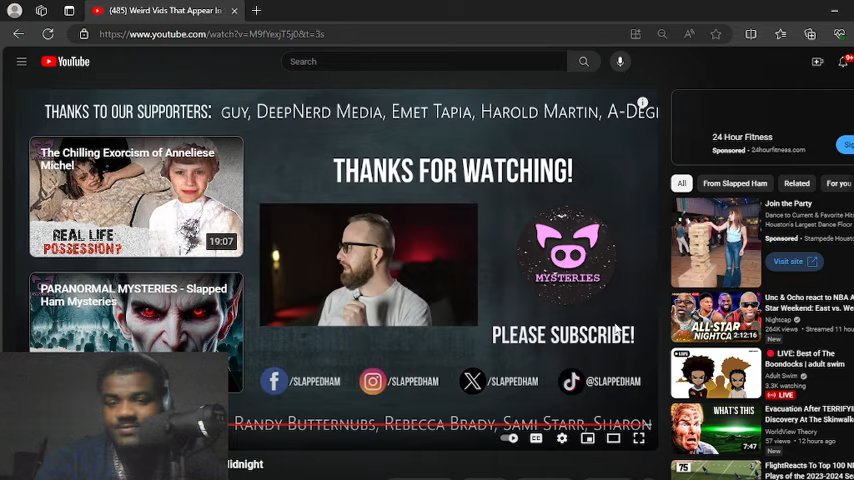 (485) Weird Vids That Appear In
https://www.youtube.com/watch?v=M9fYexjT5j0&t=3s
YouTube
Search
9+
THANKS TO OUR SUPPORTERS: GUY, DEEPNERD MEDIA, EMET TAPIA, HAROLD MARTIN, A-DEGI
The Chilling Exorcism of Anneliese
Michel
REAL LIFE
POSSESSION?
19:07
PARANORMAL MYSTERIES - Slapped
Ham Mysteries
THANKS FOR WATCHING!
MYSTERIES
PLEASE SUBSCRIBE!
/SLAPPEDHAM
/SLAPPEDHAM
/SLAPPEDHAM
@SLAPPEDHAM
RANDY BUTTERNUBS, REBECCA BRADY, SAMI STARR, SHARON
idnight
24 Hour Fitness
Sponsored · 24hourfitness.com
Sig
All
From Slapped Ham
Related
For you
Join the Party
Dance to Current & Favorite Hi
Houston's Largest Dance Floor
Sponsored · Stampede Houst
Visit site
ALL-STAR
NIGHTCA
2:12:16
Unc & Ocho react to NBA A
Star Weekend: East vs. We
Nightcap
264K views · Streamed 11 hou
New
LIVE
LIVE: Best of The
Boondocks | adult swim
Adult Swim
3.3K watching
LIVE
WHAT'S THIS
7:47
Evacuation After TERRIFYI
Discovery At The Skinwalke
WorldView Theory
57 views · 12 hours ago
New
75
FlightReacts To Top 100 N
Plays of the 2023-2024 Sea